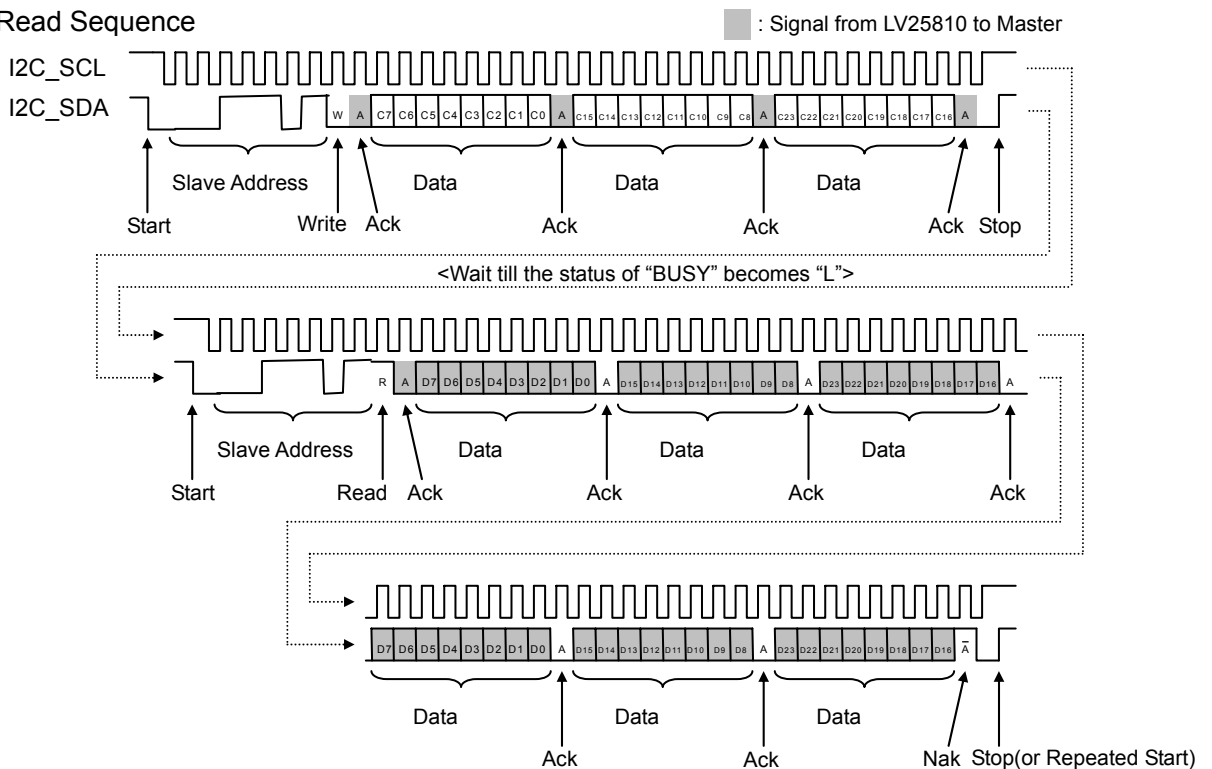 Read Sequence
: Signal from LV25810 to Master
I2C_SCL
I2C_SDA
W A C7 C6 C5 C4 C3 C2 C1 C0 A C15 C14 C13 C12 C11 C10 C9 C8 A C23 C22 C21 C20 C19 C18 C17 C16 A
Slave Address Data Data Data
Start Write Ack Ack Ack Ack Stop
<Wait till the status of “BUSY” becomes “L”>
R A D7 D6 D5 D4 D3 D2 D1 D0 A D15 D14 D13 D12 D11 D10 D9 D8 A D23 D22 D21 D20 D19 D18 D17 D16 A
Slave Address Data Data Data
Start Read Ack Ack Ack Ack
D7 D6 D5 D4 D3 D2 D1 D0 A D15 D14 D13 D12 D11 D10 D9 D8 A D23 D22 D21 D20 D19 D18 D17 D16 A̅
Data Data Data
Ack Ack Nak Stop(or Repeated Start)